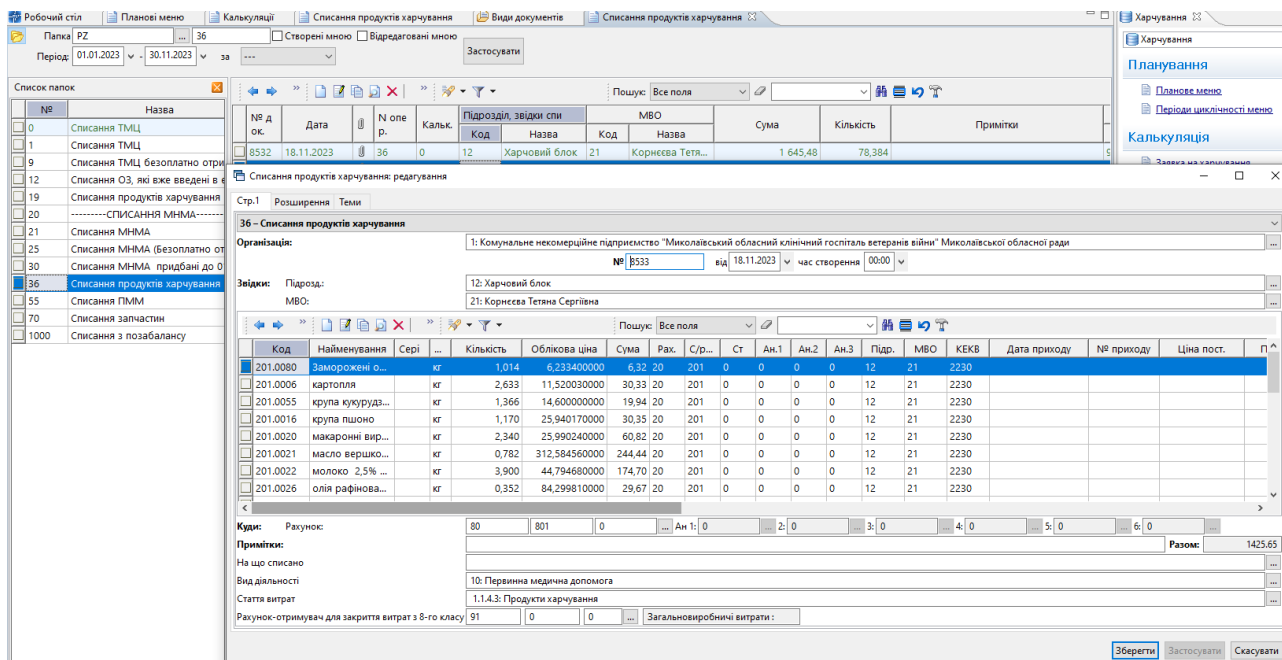 Робочий стіл Планові меню Калькуляції Списання продуктів харчування Види документів Списання продуктів харчування
Харчування
Папка PZ ... 36 Створені мною Відредаговані мною
Період: 01.01.2023 - 30.11.2023 за --- Застосувати
Харчування
Планування
Планове меню
Періоди циклічності меню
Калькуляція
Заявка на харчування
Список папок
№ Назва
0 Списання ТМЦ
1 Списання ТМЦ
9 Списання ТМЦ безоплатно отри
12 Списання ОЗ, які вже введені в е
19 Списання продуктів харчування
20 ---------СПИСАННЯ МНМА-------
21 Списання МНМА
25 Списання МНМА (Безоплатно от
30 Списання МНМА придбані до 0
36 Списання продуктів харчування
55 Списання ПММ
70 Списання запчастин
1000 Списання з позабалансу
Пошук: Все поля
№ док. Дата N опер. Кальк. Підрозділ, звідки спи МВО Сума Кількість Примітки
Код Назва Код Назва
8532 18.11.2023 36 0 12 Харчовий блок 21 Корнєєва Тетя... 1 645,48 78,384
Списання продуктів харчування: редагування
Стр.1 Розширення Теми
36 – Списання продуктів харчування
Організація: 1: Комунальне некомерційне підприємство "Миколаївський обласний клінічний госпіталь ветеранів війни" Миколаївської обласної ради ...
№ 8533 від 18.11.2023 час створення 00:00
Звідки: Підрозд.: 12: Харчовий блок ...
МВО: 21: Корнєєва Тетяна Сергіївна ...
Пошук: Все поля
Код Найменування Сері ... Кількість Облікова ціна Сума Рах. С/р... Ст Ан.1 Ан.2 Ан.3 Підр. МВО КЕКВ Дата приходу № приходу Ціна пост.
201.0080 Заморожені о... кг 1,014 6,233400000 6,32 20 201 0 0 0 0 12 21 2230
201.0006 картопля кг 2,633 11,520030000 30,33 20 201 0 0 0 0 12 21 2230
201.0055 крупа кукурудз... кг 1,366 14,600000000 19,94 20 201 0 0 0 0 12 21 2230
201.0016 крупа пшоно кг 1,170 25,940170000 30,35 20 201 0 0 0 0 12 21 2230
201.0020 макаронні вир... кг 2,340 25,990240000 60,82 20 201 0 0 0 0 12 21 2230
201.0021 масло вершко... кг 0,782 312,584560000 244,44 20 201 0 0 0 0 12 21 2230
201.0022 молоко 2,5% ... кг 3,900 44,794680000 174,70 20 201 0 0 0 0 12 21 2230
201.0026 олія рафінова... кг 0,352 84,299810000 29,67 20 201 0 0 0 0 12 21 2230
Куди: Рахунок: 80 801 0 ... Ан 1: 0 ... 2: 0 ... 3: 0 ... 4: 0 ... 5: 0 ... 6: 0 ...
Примітки: Разом: 1425.65
На що списано ...
Вид діяльності 10: Первинна медична допомога ...
Стаття витрат 1.1.4.3: Продукти харчування ...
Рахунок-отримувач для закриття витрат з 8-го класу 91 0 0 ... Загальновиробничі витрати :
Зберегти Застосувати Скасувати